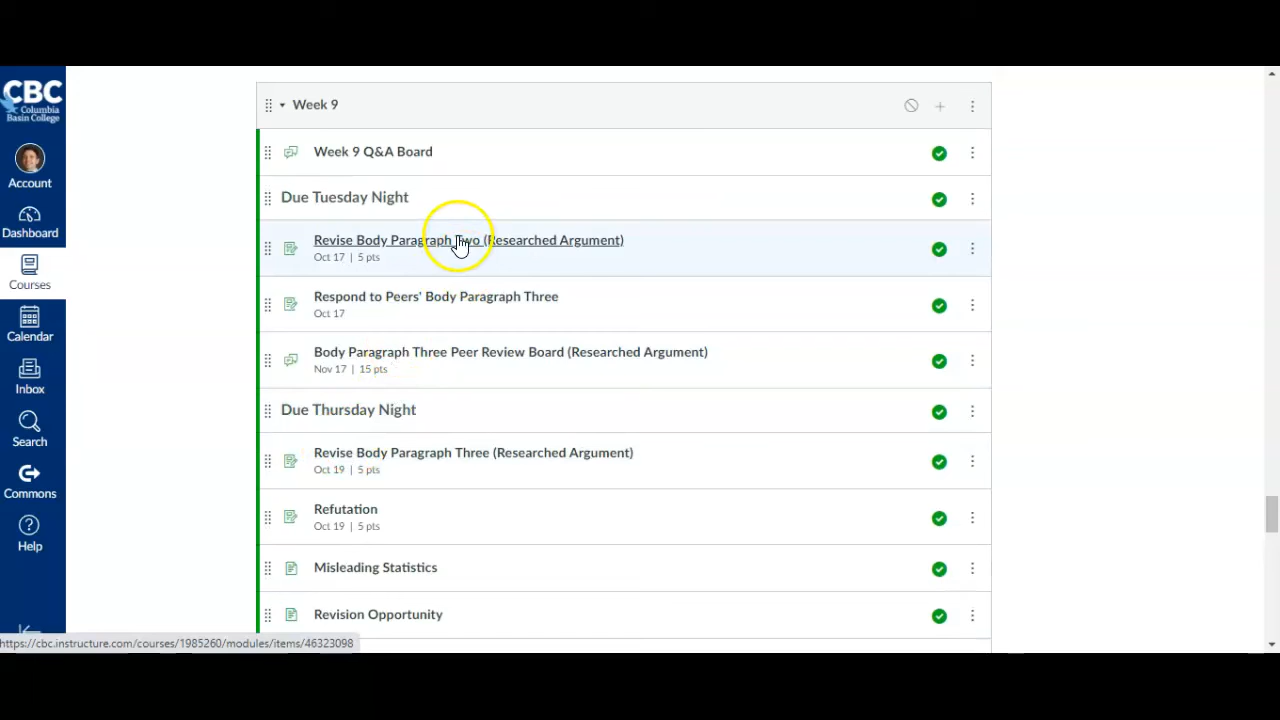 CBC
Columbia
Basin College
Account
Dashboard
Courses
Calendar
Inbox
Search
Commons
Help
Week 9
Week 9 Q&A Board
Due Tuesday Night
Revise Body Paragraph Two (Researched Argument)
Oct 17 | 5 pts
Respond to Peers' Body Paragraph Three
Oct 17
Body Paragraph Three Peer Review Board (Researched Argument)
Nov 17 | 15 pts
Due Thursday Night
Revise Body Paragraph Three (Researched Argument)
Oct 19 | 5 pts
Refutation
Oct 19 | 5 pts
Misleading Statistics
Revision Opportunity
https://cbc.instructure.com/courses/1985260/modules/items/46323098